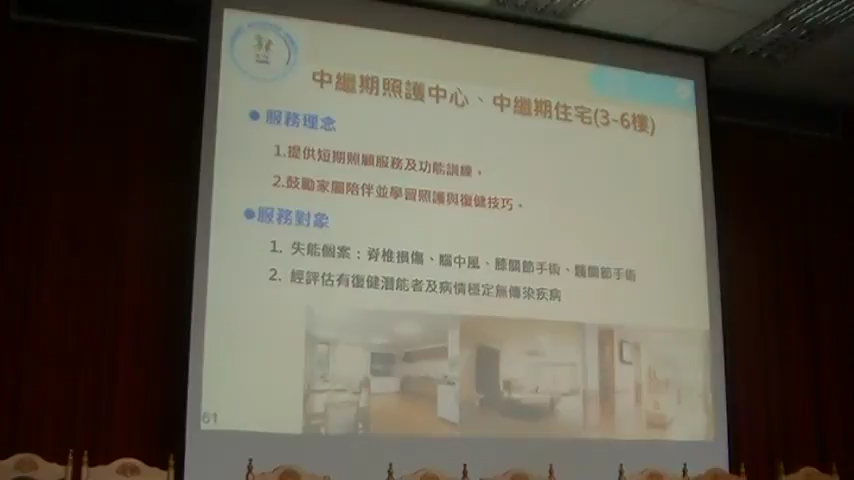 中繼期照護中心、中繼期住宅(3-6樓)
●服務理念
1.提供短期照顧服務及功能訓練。
2.鼓勵家屬陪伴並學習照護與復健技巧。
●服務對象
1. 失能個案：脊椎損傷、腦中風、膝關節手術、髖關節手術
2. 經評估有復健潛能者及病情穩定無傳染疾病
61